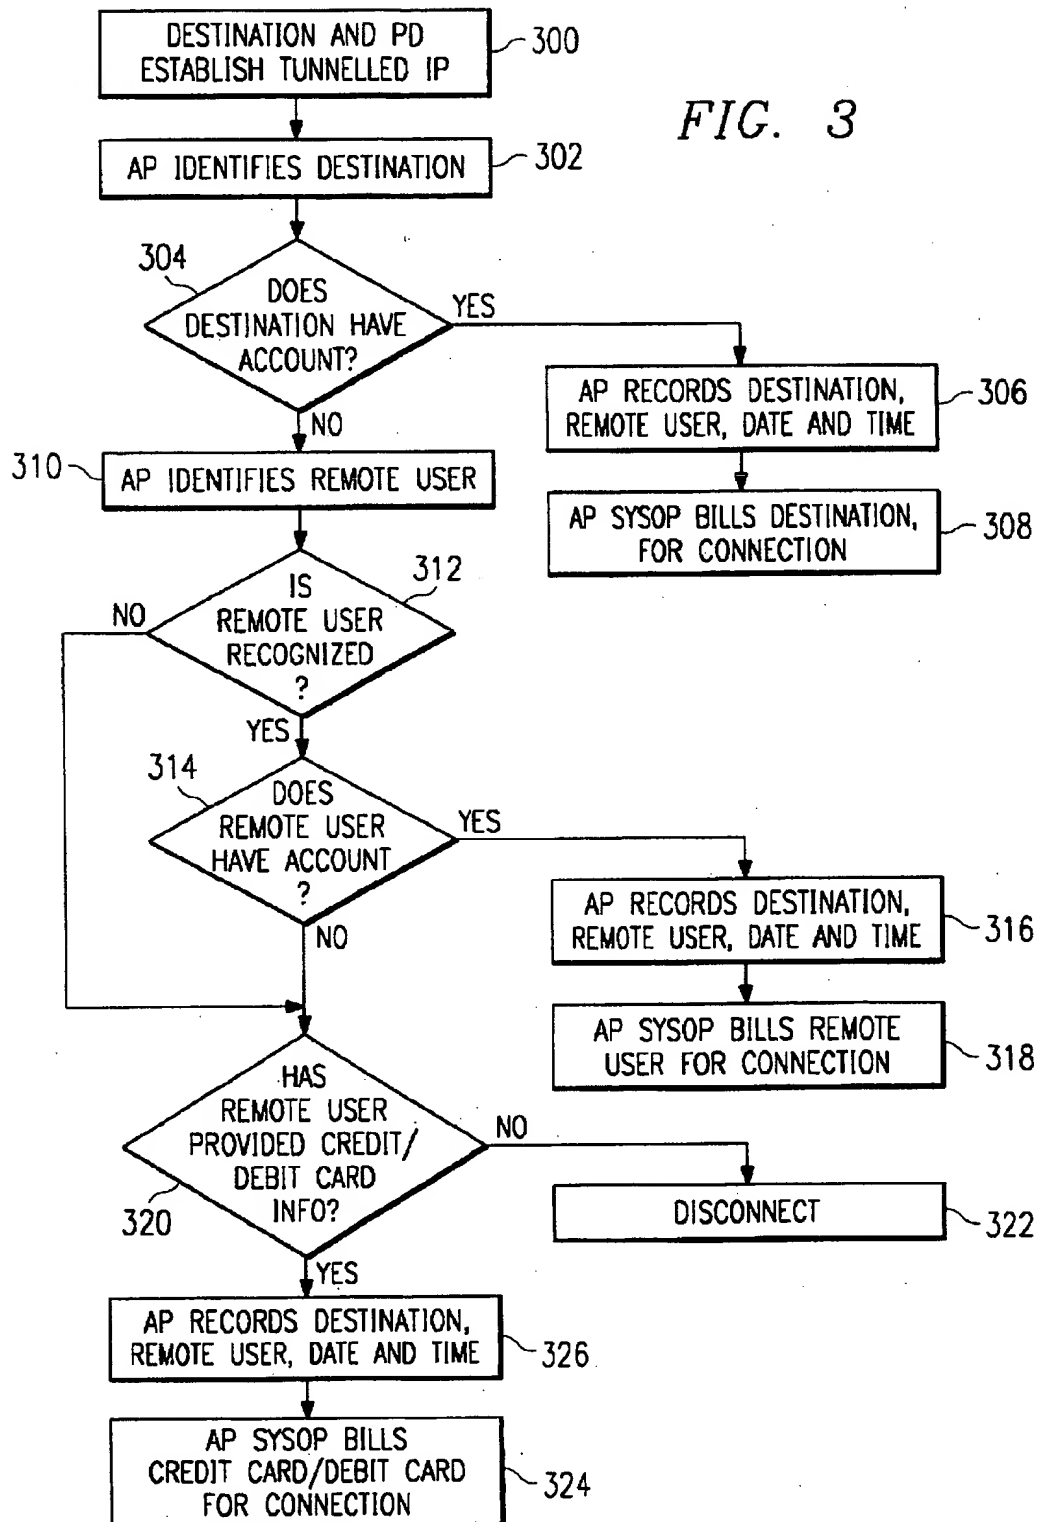 DESTINATION AND PD
ESTABLISH TUNNELLED IP
300
FIG. 3
AP IDENTIFIES DESTINATION
302
304
DOES
DESTINATION HAVE
ACCOUNT?
YES
NO
AP RECORDS DESTINATION,
REMOTE USER, DATE AND TIME
306
310
AP IDENTIFIES REMOTE USER
AP SYSOP BILLS DESTINATION,
FOR CONNECTION
308
312
NO
IS
REMOTE USER
RECOGNIZED
?
YES
314
DOES
REMOTE USER
HAVE ACCOUNT
?
YES
NO
AP RECORDS DESTINATION,
REMOTE USER, DATE AND TIME
316
AP SYSOP BILLS REMOTE
USER FOR CONNECTION
318
HAS
REMOTE USER
PROVIDED CREDIT/
DEBIT CARD
INFO?
320
NO
DISCONNECT
322
YES
AP RECORDS DESTINATION,
REMOTE USER, DATE AND TIME
326
AP SYSOP BILLS
CREDIT CARD/DEBIT CARD
FOR CONNECTION
324